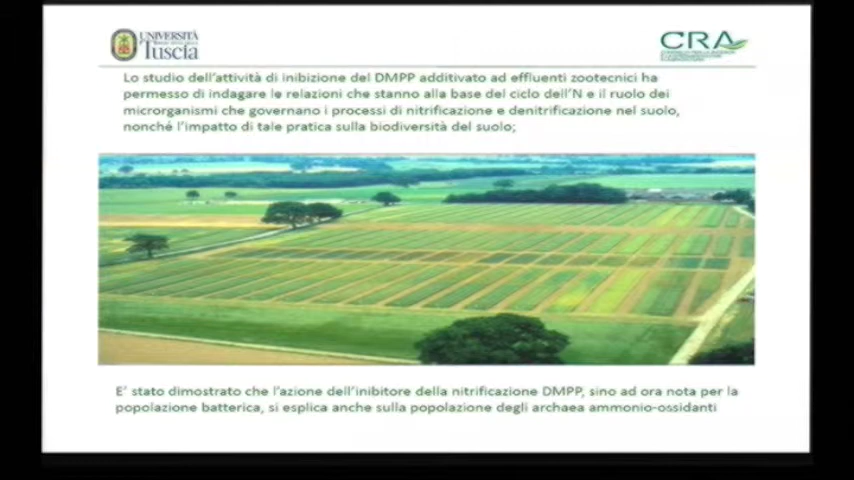 UNIVERSITÀ
Tuscia
CRA
Lo studio dell'attività di inibizione del DMPP additivato ad effluenti zootecnici ha
permesso di indagare le relazioni che stanno alla base del ciclo dell'N e il ruolo dei
microrganismi che governano i processi di nitrificazione e denitrificazione nel suolo,
nonché l'impatto di tale pratica sulla biodiversità del suolo;
E' stato dimostrato che l'azione dell'inibitore della nitrificazione DMPP, sino ad ora nota per la
popolazione batterica, si esplica anche sulla popolazione degli archaea ammonio-ossidanti